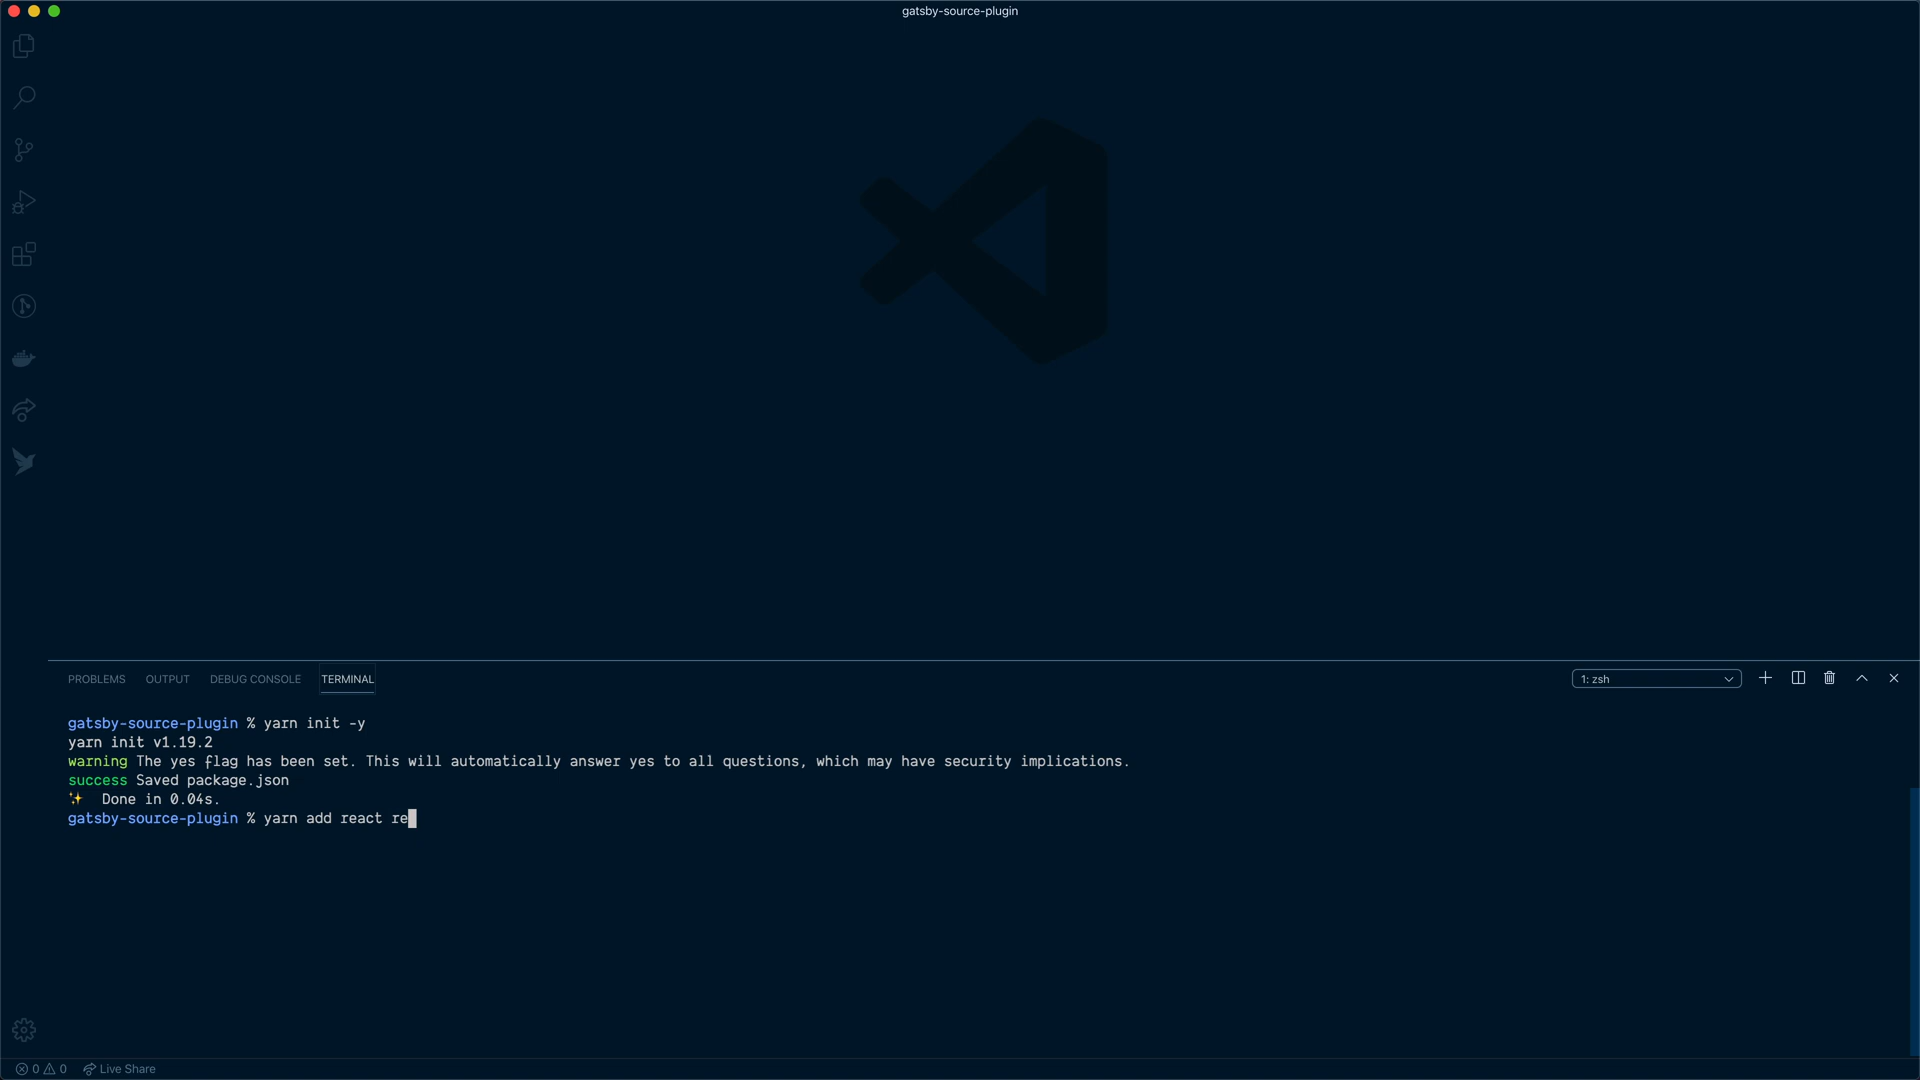 gatsby-source-plugin
PROBLEMS OUTPUT DEBUG CONSOLE TERMINAL 1: zsh
gatsby-source-plugin % yarn init -y
yarn init v1.19.2
warning The yes flag has been set. This will automatically answer yes to all questions, which may have security implications.
success Saved package.json
✨ Done in 0.04s.
gatsby-source-plugin % yarn add react re
0 0 Live Share